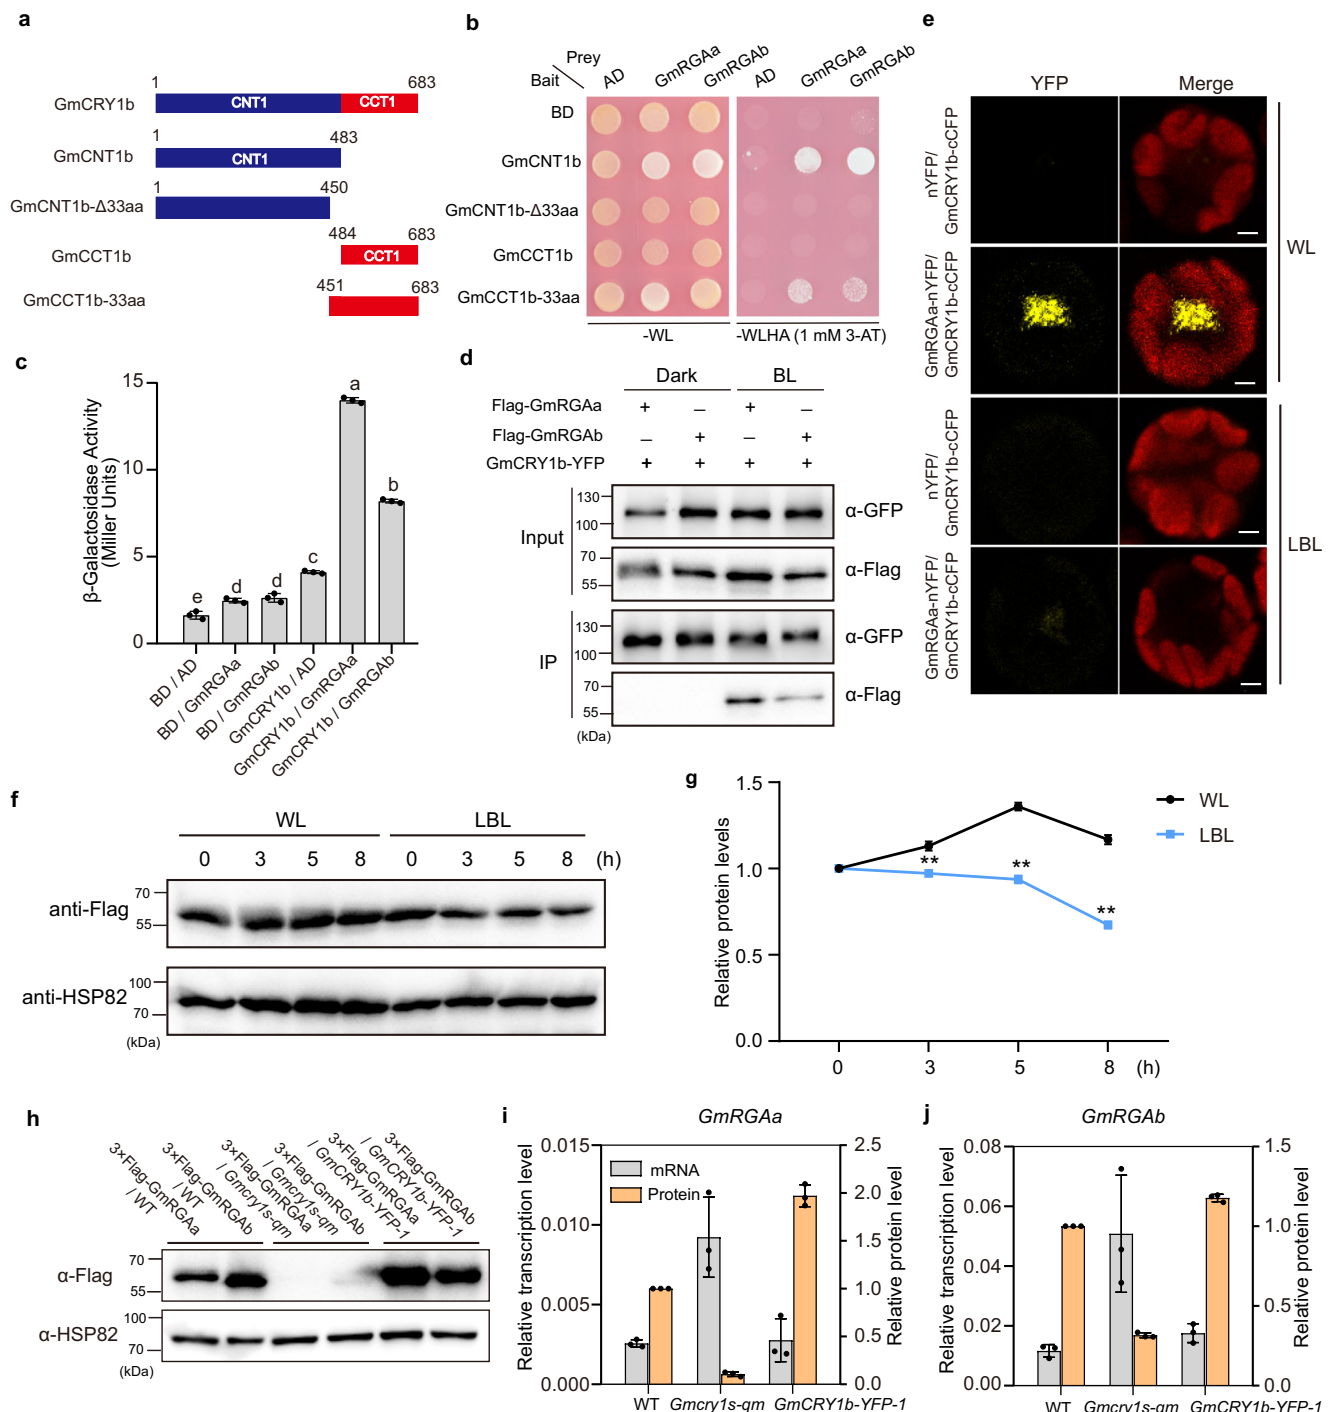 a
1
683
GmCRY1b
CNT1
CCT1
1
483
GmCNT1b
CNT1
1
450
GmCNT1b-Δ33aa
484
683
GmCCT1b
CCT1
451
683
GmCCT1b-33aa
b
Prey
Bait
AD
GmRGAa
GmRGAb
AD
GmRGAa
GmRGAb
BD
GmCNT1b
GmCNT1b-Δ33aa
GmCCT1b
GmCCT1b-33aa
-WL
-WLHA (1 mM 3-AT)
c
β-Galactosidase Activity
(Miller Units)
15
10
5
0
e
d
d
c
a
b
BD / AD
BD / GmRGAa
BD / GmRGAb
GmCRY1b / AD
GmCRY1b / GmRGAa
GmCRY1b / GmRGAb
d
Dark
BL
Flag-GmRGAa
+ – + –
Flag-GmRGAb
– + – +
GmCRY1b-YFP
+ + + +
Input
130
100
α-GFP
70
55
α-Flag
IP
130
100
α-GFP
70
55
α-Flag
(kDa)
e
YFP
Merge
nYFP/
GmCRY1b-cCFP
GmRGAa-nYFP/
GmCRY1b-cCFP
WL
nYFP/
GmCRY1b-cCFP
GmRGAa-nYFP/
GmCRY1b-cCFP
LBL
f
WL
LBL
0 3 5 8 0 3 5 8 (h)
anti-Flag
70
55
anti-HSP82
100
70
(kDa)
g
Relative protein levels
1.5
1.0
0.5
0.0
WL
LBL
**
**
**
0 3 5 8 (h)
h
3×Flag-GmRGAa
/ WT
3×Flag-GmRGAb
/ WT
3×Flag-GmRGAa
/ Gmcry1s-qm
3×Flag-GmRGAb
/ Gmcry1s-qm
3×Flag-GmRGAa
/ GmCRY1b-YFP-1
3×Flag-GmRGAb
/ GmCRY1b-YFP-1
α-Flag
70
55
α-HSP82
100
70
(kDa)
i
GmRGAa
Relative transcription level
0.015
0.010
0.005
0.000
mRNA
Protein
2.5
2.0
1.5
1.0
0.5
0.0
Relative protein level
WT
Gmcry1s-qm
GmCRY1b-YFP-1
j
GmRGAb
Relative transcription level
0.08
0.06
0.04
0.02
0.00
1.5
1.0
0.5
0.0
Relative protein level
WT
Gmcry1s-qm
GmCRY1b-YFP-1